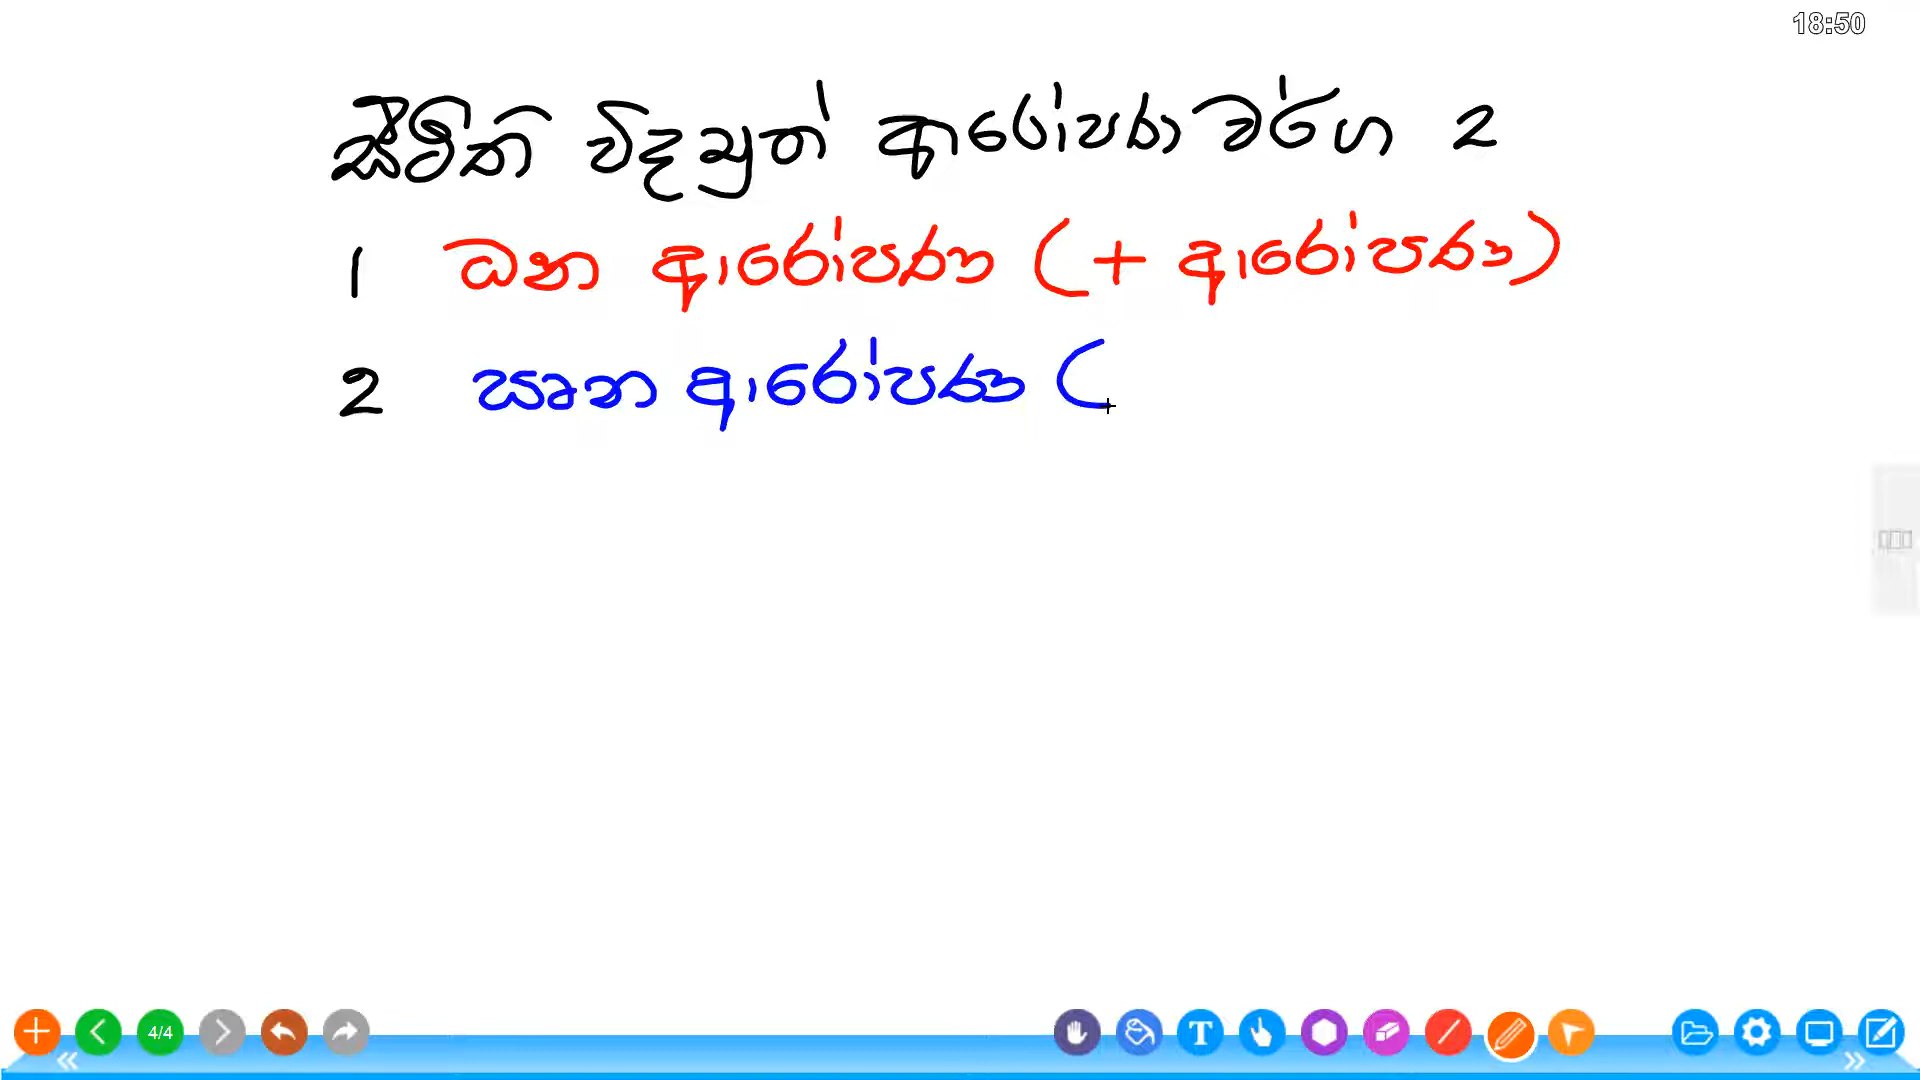 18:50
ස්ථිති විද්‍යුත් ආරෝපණ වර්ග 2
1 ධන ආරෝපණ (+ ආරෝපණ)
2 සෘන ආරෝපණ (
4/4
T